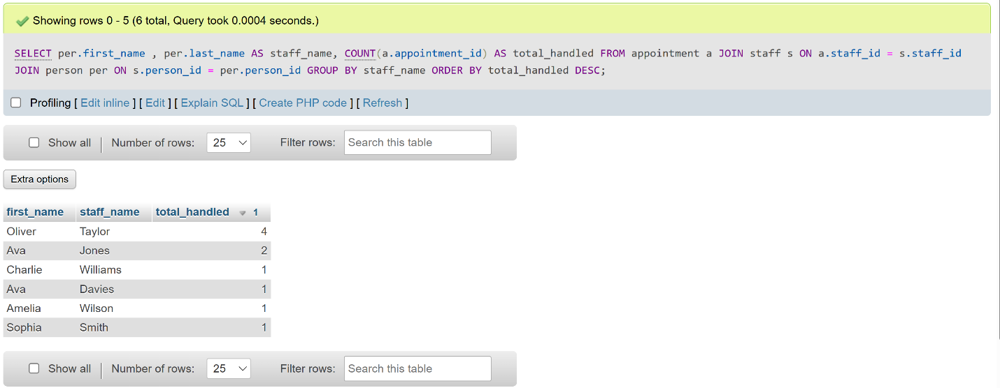 Showing rows 0 - 5 (6 total, Query took 0.0004 seconds.)
SELECT per.first_name , per.last_name AS staff_name, COUNT(a.appointment_id) AS total_handled FROM appointment a JOIN staff s ON a.staff_id = s.staff_id
JOIN person per ON s.person_id = per.person_id GROUP BY staff_name ORDER BY total_handled DESC;
Profiling [ Edit inline ] [ Edit ] [ Explain SQL ] [ Create PHP code ] [ Refresh ]
Show all | Number of rows: 25 Filter rows: Search this table
Extra options
first_name staff_name total_handled 1
Oliver Taylor 4
Ava Jones 2
Charlie Williams 1
Ava Davies 1
Amelia Wilson 1
Sophia Smith 1
Show all | Number of rows: 25 Filter rows: Search this table